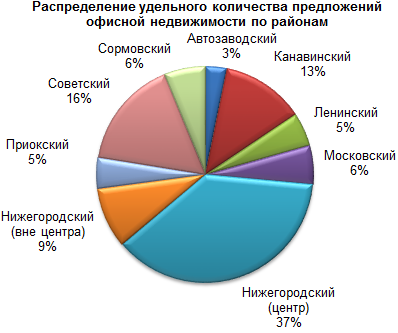 Распределение удельного количества предложений
офисной недвижимости по районам
Автозаводский
3%
Канавинский
13%
Ленинский
5%
Московский
6%
Нижегородский
(центр)
37%
Нижегородский
(вне центра)
9%
Приокский
5%
Советский
16%
Сормовский
6%